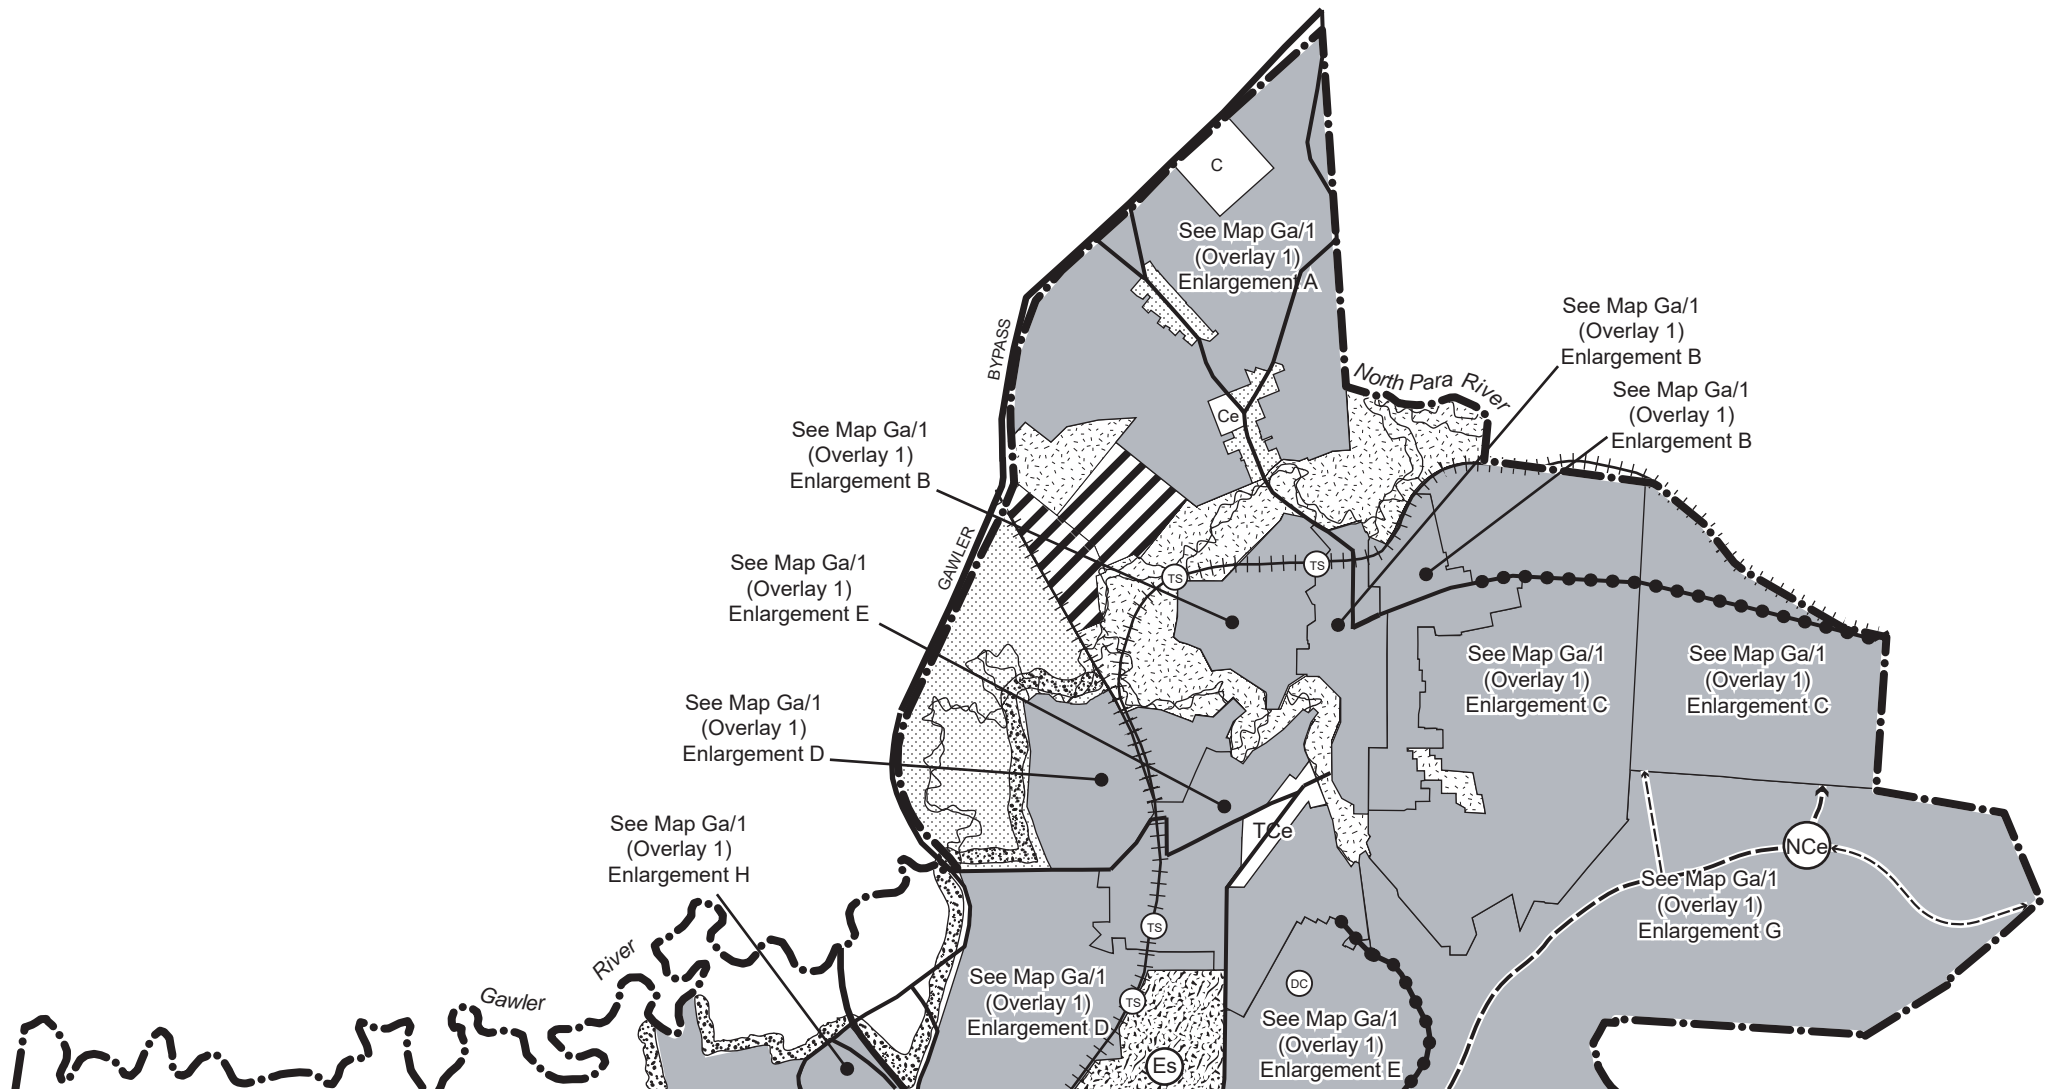 C
See Map Ga/1
(Overlay 1)
Enlargement A
BYPASS
See Map Ga/1
(Overlay 1)
Enlargement B
North Para River
See Map Ga/1
(Overlay 1)
Enlargement B
Ce
See Map Ga/1
(Overlay 1)
Enlargement B
GAWLER
TS
TS
See Map Ga/1
(Overlay 1)
Enlargement E
See Map Ga/1
(Overlay 1)
Enlargement C
See Map Ga/1
(Overlay 1)
Enlargement C
See Map Ga/1
(Overlay 1)
Enlargement D
See Map Ga/1
(Overlay 1)
Enlargement H
TCe
NCe
See Map Ga/1
(Overlay 1)
Enlargement G
TS
River
Gawler
See Map Ga/1
(Overlay 1)
Enlargement D
TS
DC
See Map Ga/1
(Overlay 1)
Enlargement E
Es